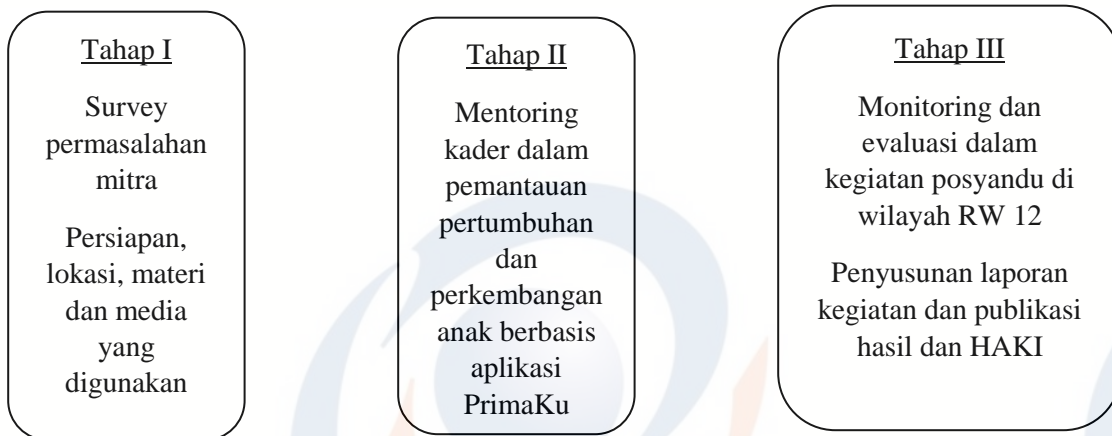 Tahap I
Survey
permasalahan
mitra
Persiapan,
lokasi, materi
dan media
yang
digunakan
Tahap II
Mentoring
kader dalam
pemantauan
pertumbuhan
dan
perkembangan
anak berbasis
aplikasi
PrimaKu
Tahap III
Monitoring dan
evaluasi dalam
kegiatan posyandu di
wilayah RW 12
Penyusunan laporan
kegiatan dan publikasi
hasil dan HAKI